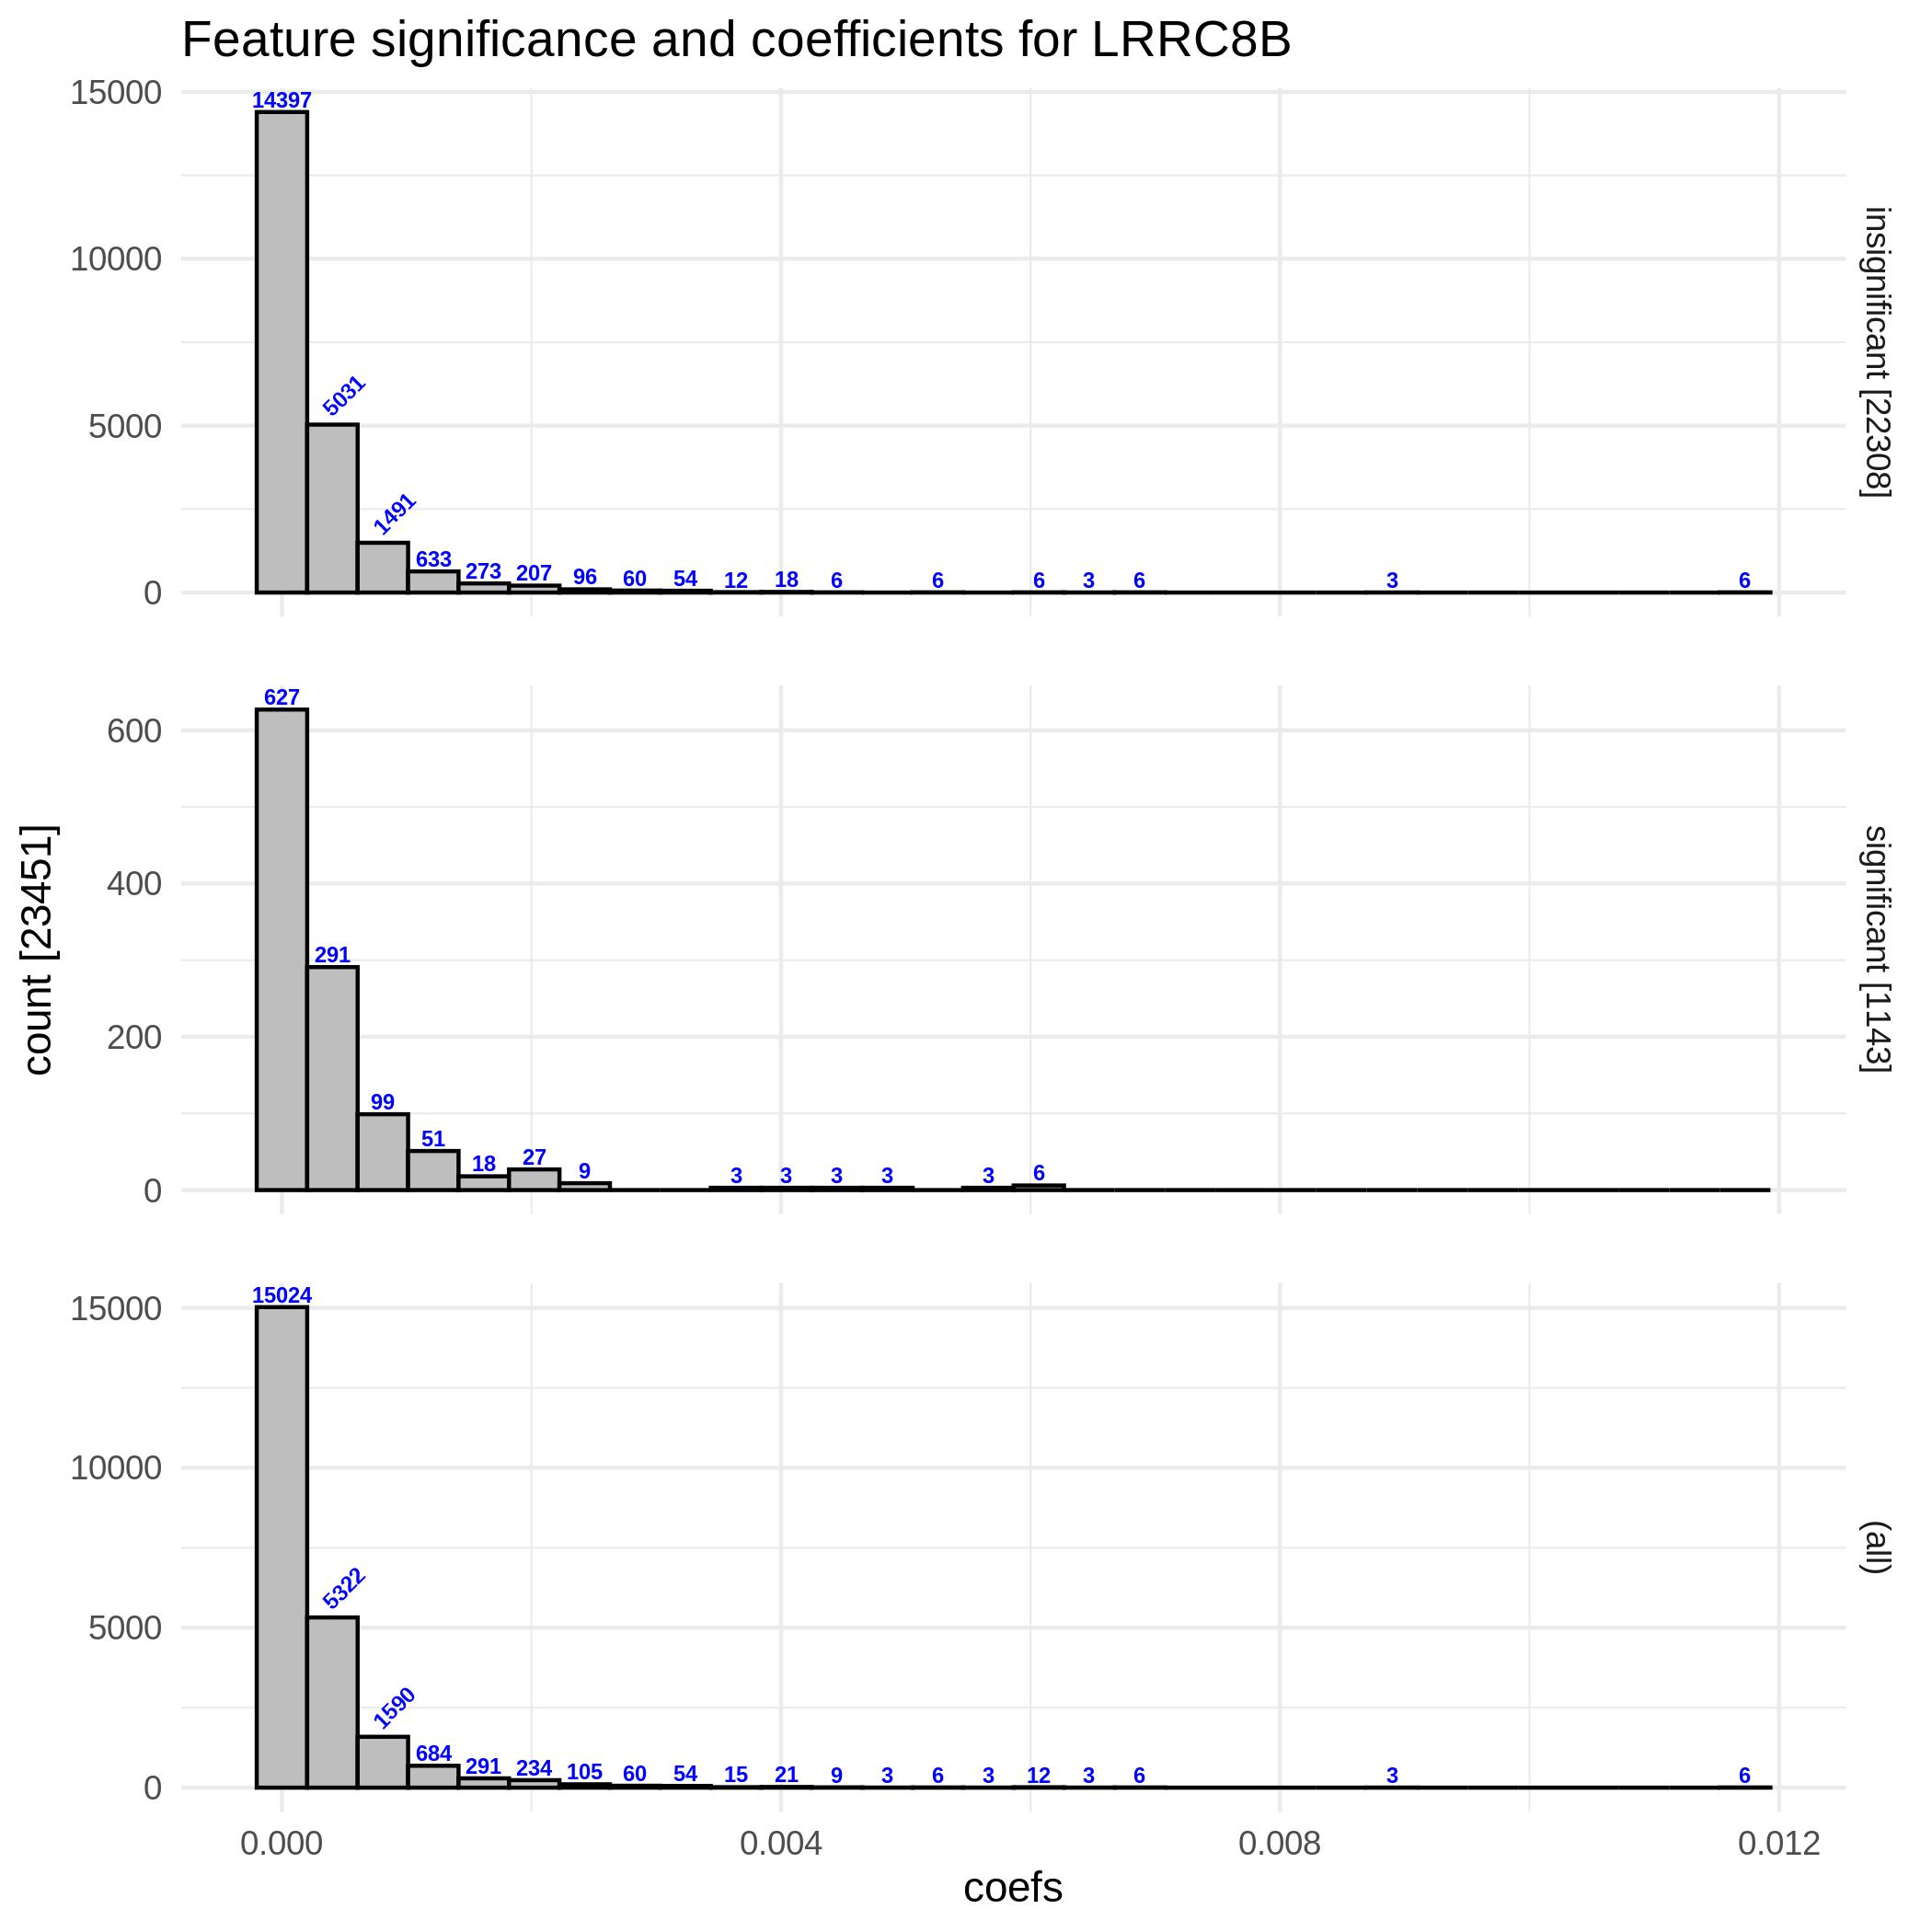 Feature significance and coefficients for LRRC8B
15000
10000
5000
0
14397
5031
1491
633 273 207 96 60 54 12 18 6 6 6 3 6 3 6
insignificant [22308]
count [23451]
600
400
200
0
627
291
99
51
18 27 9 3 3 3 3 3 6
significant [1143]
15000
10000
5000
0
15024
5322
1590
684 291 234 105 60 54 15 21 9 3 6 3 12 3 6 3 6
(all)
0.000 0.004 0.008 0.012
coefs